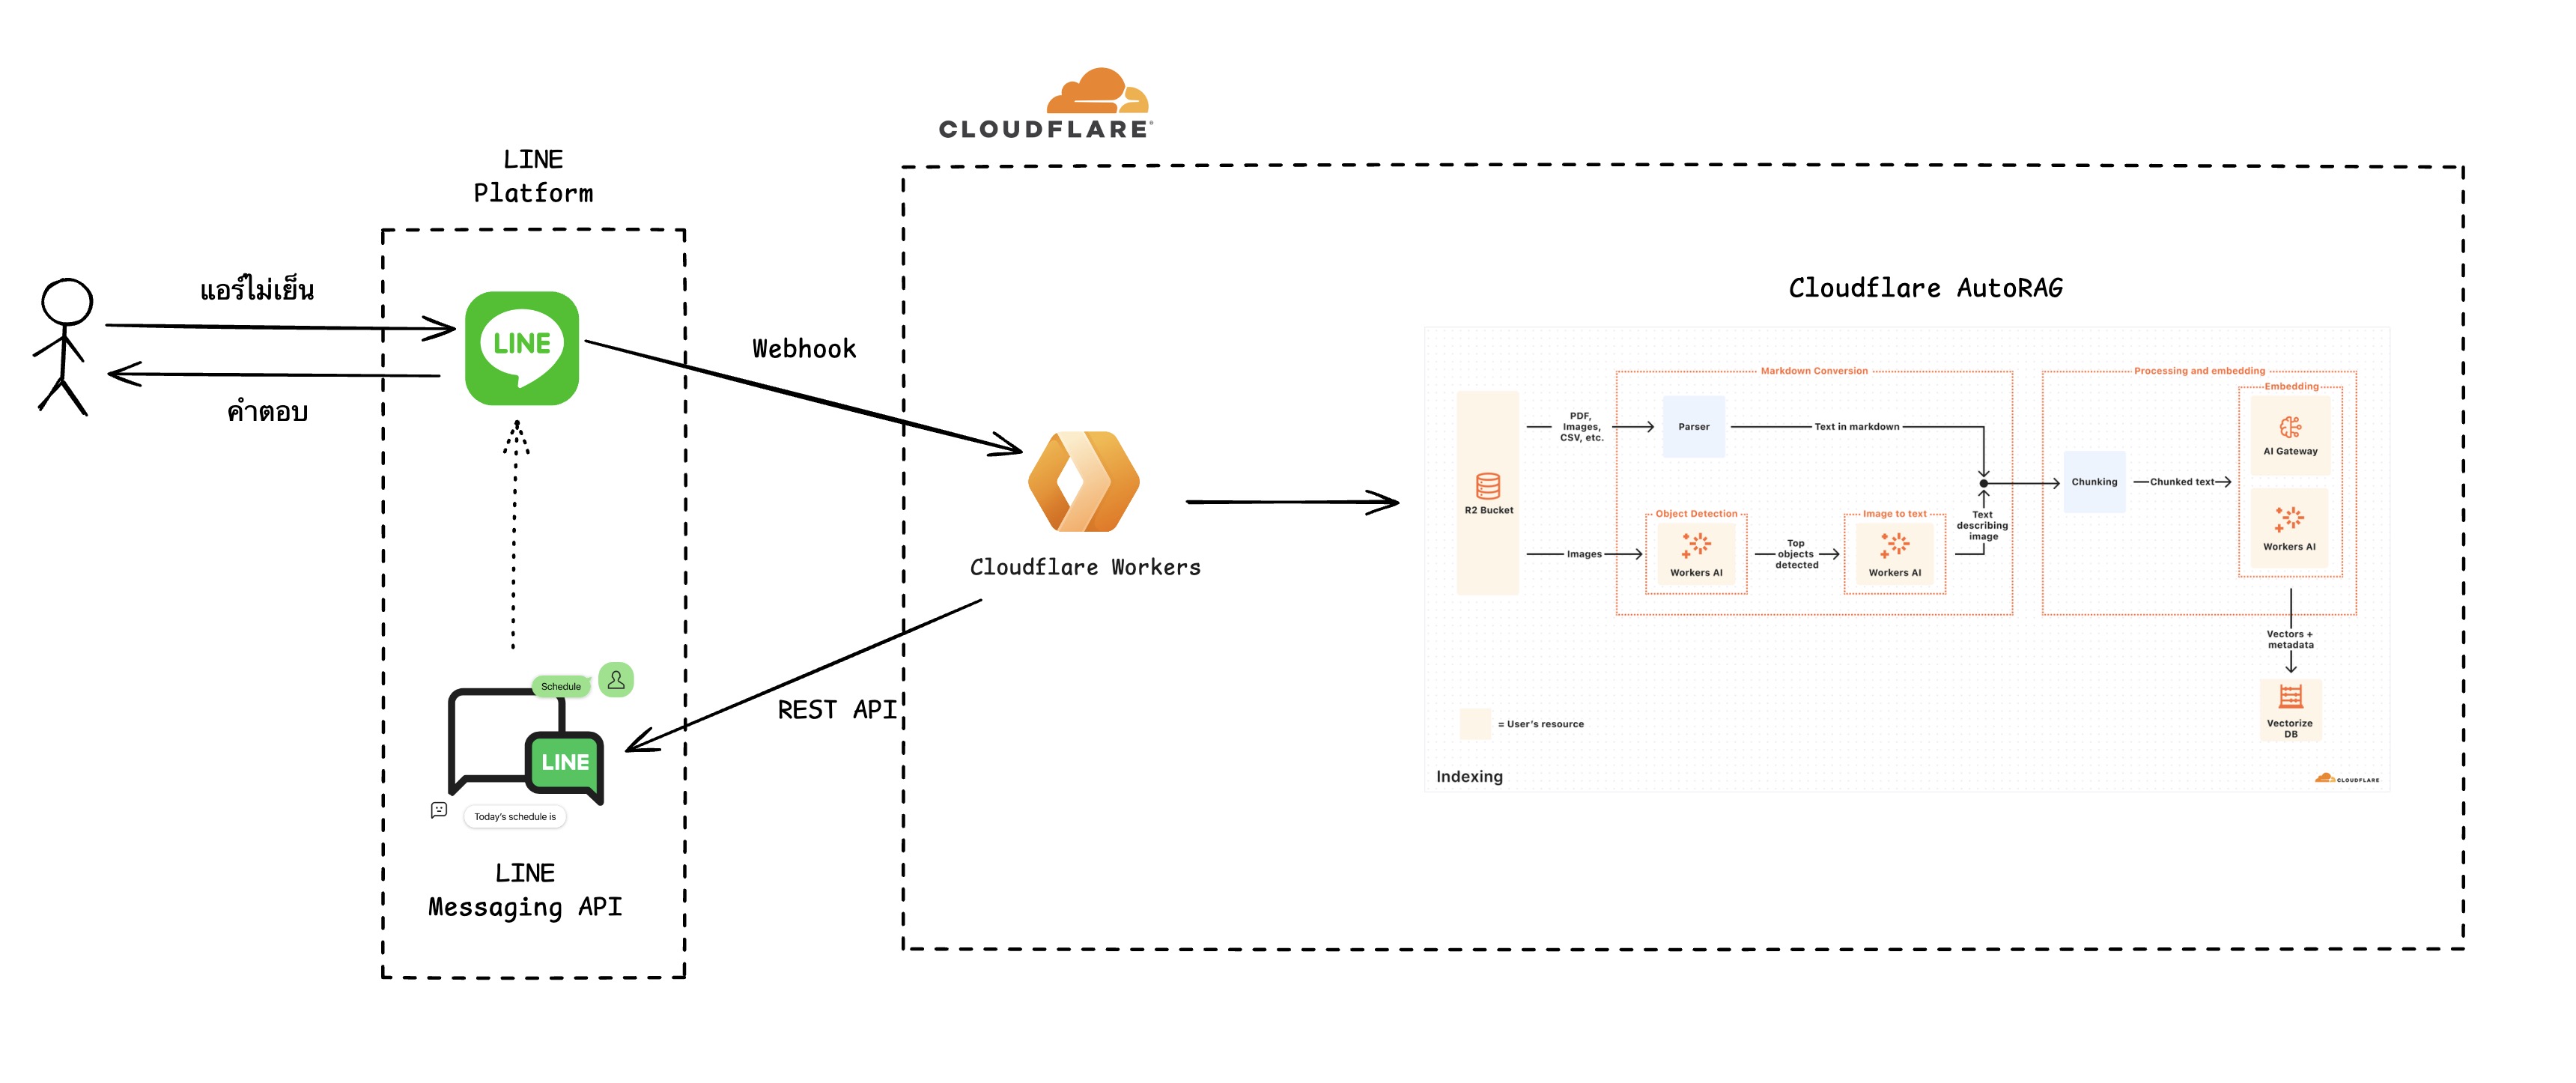 CLOUDFLARE
LINE
Platform
แอร์ไม่เย็น
LINE
คำตอบ
Webhook
Cloudflare Workers
REST API
Schedule
LINE
Today's schedule is
LINE
Messaging API
Cloudflare AutoRAG
Markdown Conversion
Processing and embedding
Embedding
R2 Bucket
PDF,
Images,
CSV, etc.
Parser
Text in markdown
AI Gateway
Chunking
Chunked text
Workers AI
Images
Object Detection
Workers AI
Top
objects
detected
Image to text
Workers AI
Text
describing
image
Vectors +
metadata
Vectorize
DB
= User's resource
Indexing
CLOUDFLARE